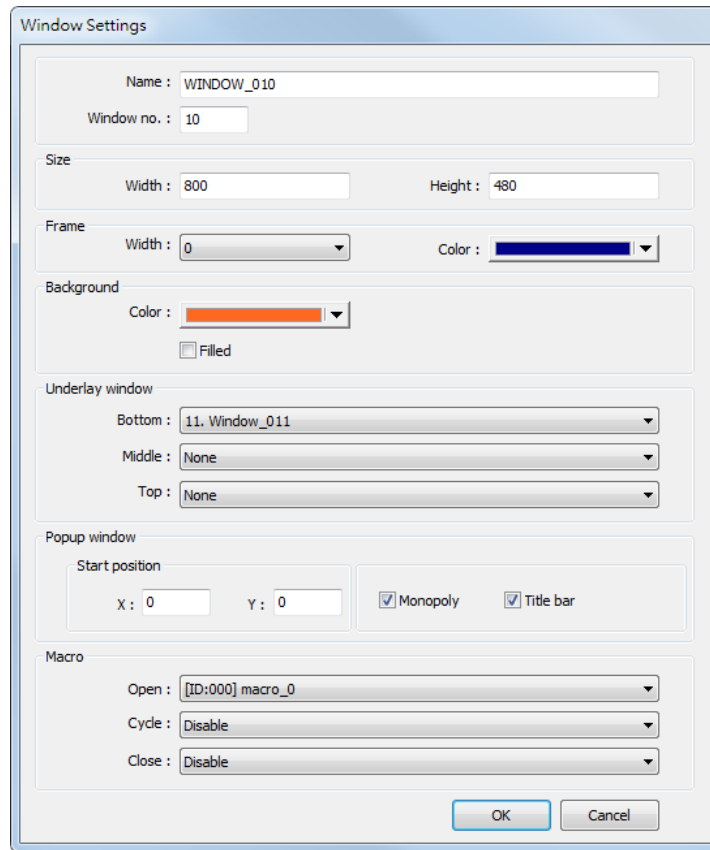 Window Settings
Name : WINDOW_010
Window no. : 10
Size
Width : 800 Height : 480
Frame
Width : 0 Color :
Background
Color :
Filled
Underlay window
Bottom : 11. Window_011
Middle : None
Top : None
Popup window
Start position
X : 0 Y : 0 Monopoly Title bar
Macro
Open : [ID:000] macro_0
Cycle : Disable
Close : Disable
OK Cancel